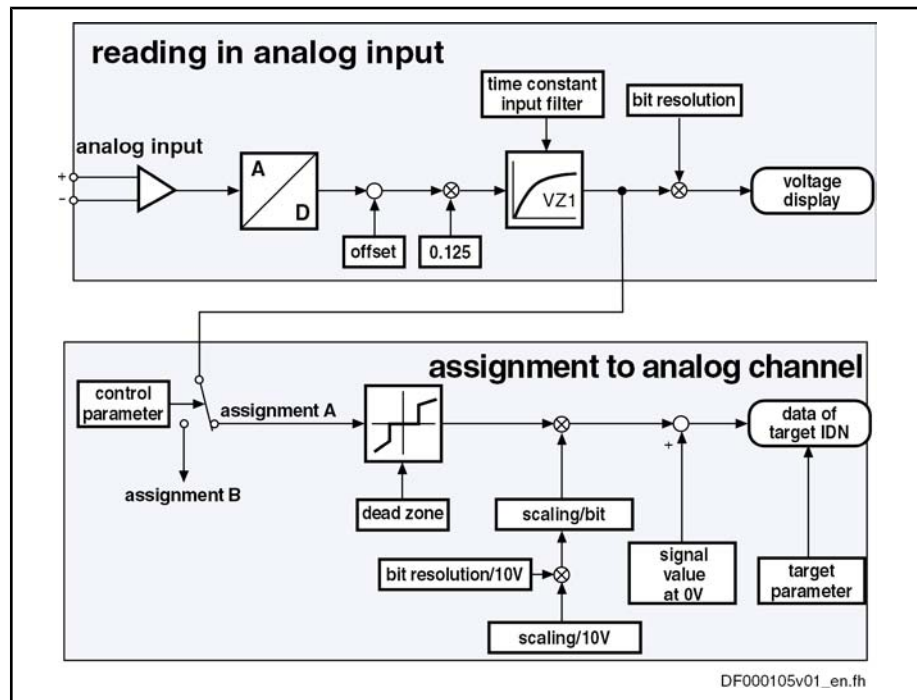 reading in analog input
time constant
input filter
bit resolution
analog input
+
-
A
D
VZ1
voltage
display
offset
0.125
assignment to analog channel
control
parameter
assignment A
assignment B
data of
target IDN
+
dead zone
scaling/bit
bit resolution/10V
signal
value
at 0V
target
parameter
scaling/10V
DF000105v01_en.fh